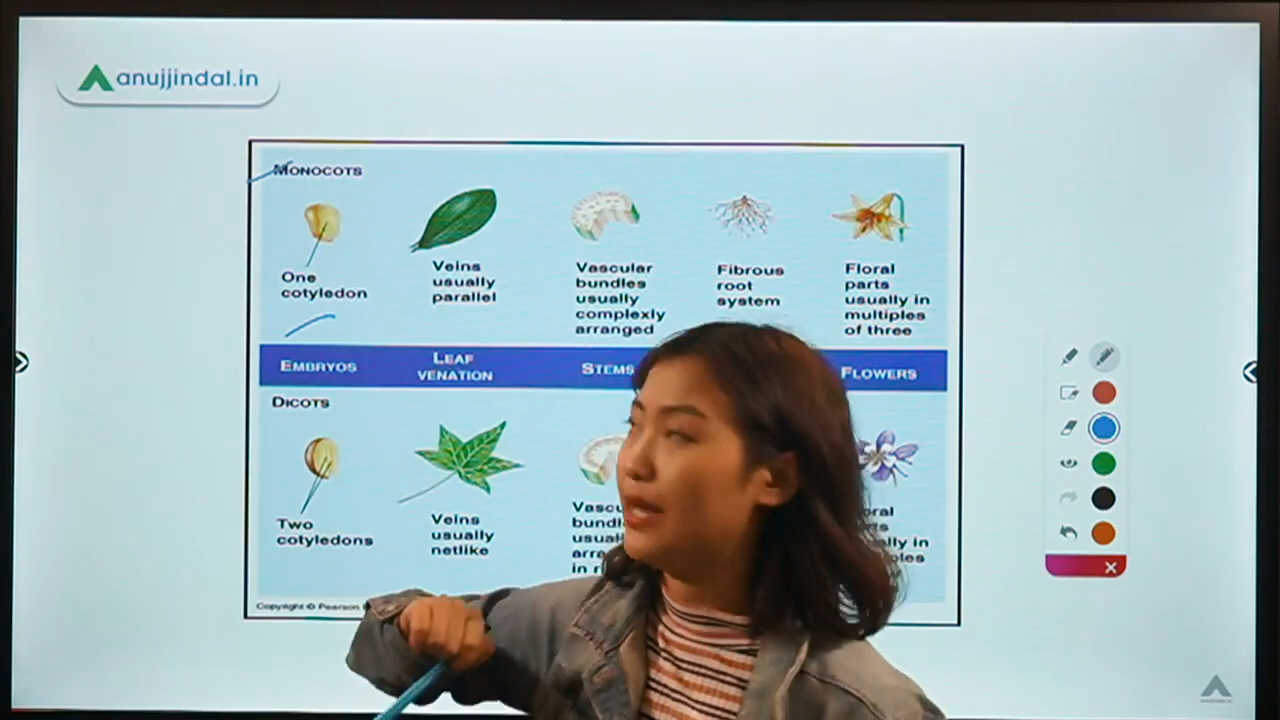 anujjindal.in
MONOCOTS
One
cotyledon
Veins
usually
parallel
Vascular
bundles
usually
complexly
arranged
Fibrous
root
system
Floral
parts
usually in
multiples
of three
EMBRYOS
LEAF
VENATION
STEMS
FLOWERS
DICOTS
Two
cotyledons
Veins
usually
netlike
in
Copyright © Pearson